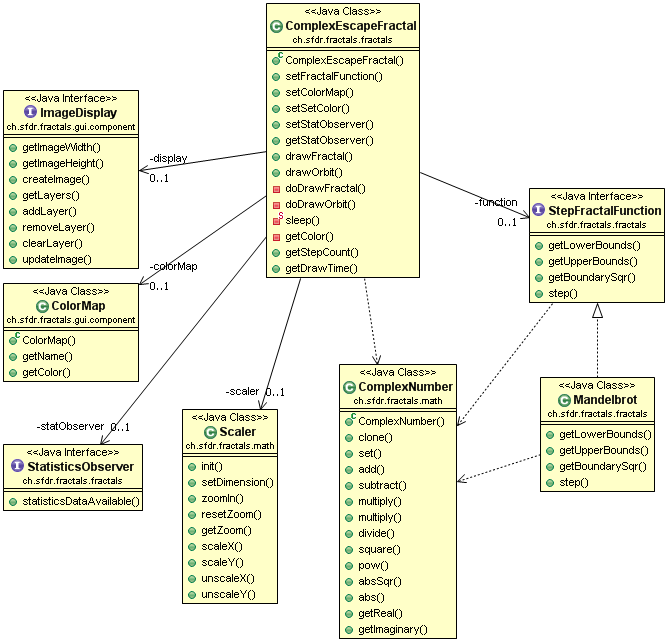 <<Java Class>>
ComplexEscapeFractal
ch.sfdr.fractals.fractals
ComplexEscapeFractal()
setFractalFunction()
setColorMap()
setSetColor()
setStatObserver()
getStatObserver()
drawFractal()
drawOrbit()
doDrawFractal()
doDrawOrbit()
sleep()
getColor()
getStepCount()
getDrawTime()
<<Java Interface>>
ImageDisplay
ch.sfdr.fractals.gui.component
getImageWidth()
getImageHeight()
createImage()
getLayers()
addLayer()
removeLayer()
clearLayer()
updateImage()
-display
0..1
-function
0..1
<<Java Interface>>
StepFractalFunction
ch.sfdr.fractals.fractals
getLowerBounds()
getUpperBounds()
getBoundarySqr()
step()
-colorMap
0..1
<<Java Class>>
ColorMap
ch.sfdr.fractals.gui.component
ColorMap()
getName()
getColor()
-statObserver
0..1
<<Java Interface>>
StatisticsObserver
ch.sfdr.fractals.fractals
statisticsDataAvailable()
-scaler
0..1
<<Java Class>>
Scaler
ch.sfdr.fractals.math
init()
setDimension()
zoomIn()
resetZoom()
getZoom()
scaleX()
scaleY()
unscaleX()
unscaleY()
<<Java Class>>
ComplexNumber
ch.sfdr.fractals.math
ComplexNumber()
clone()
set()
add()
subtract()
multiply()
multiply()
divide()
square()
pow()
absSqr()
abs()
getReal()
getImaginary()
<<Java Class>>
Mandelbrot
ch.sfdr.fractals.fractals
getLowerBounds()
getUpperBounds()
getBoundarySqr()
step()